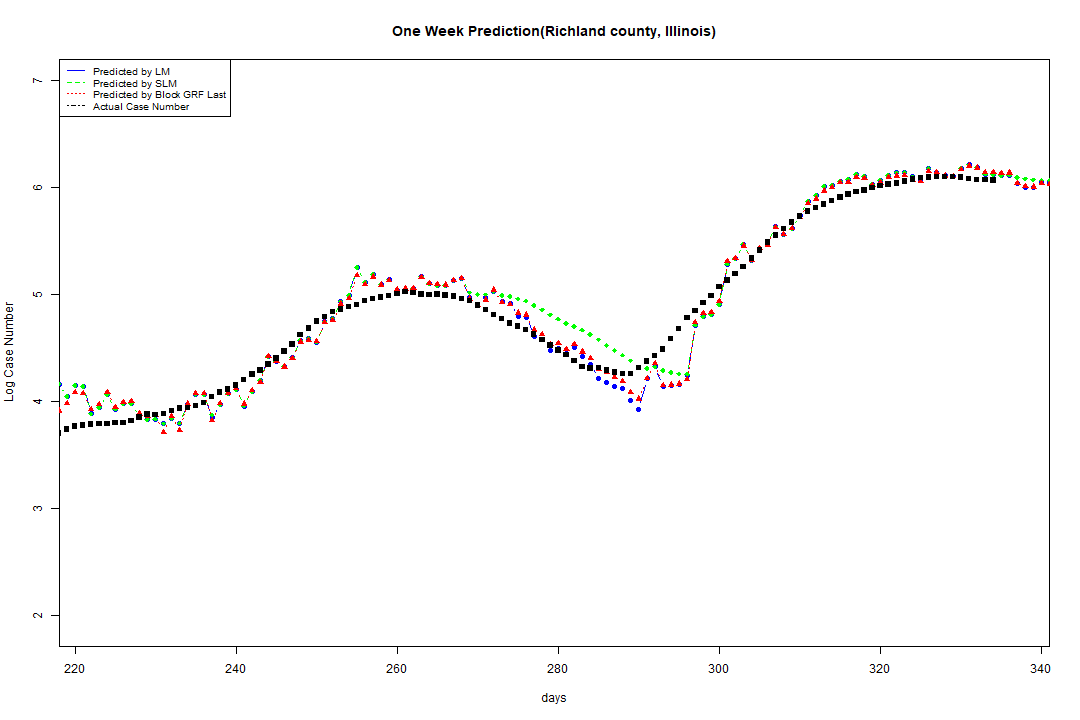 One Week Prediction(Richland county, Illinois)
Predicted by LM
Predicted by SLM
Predicted by Block GRF Last
Actual Case Number
7
6
5
4
3
2
Log Case Number
220 240 260 280 300 320 340
days